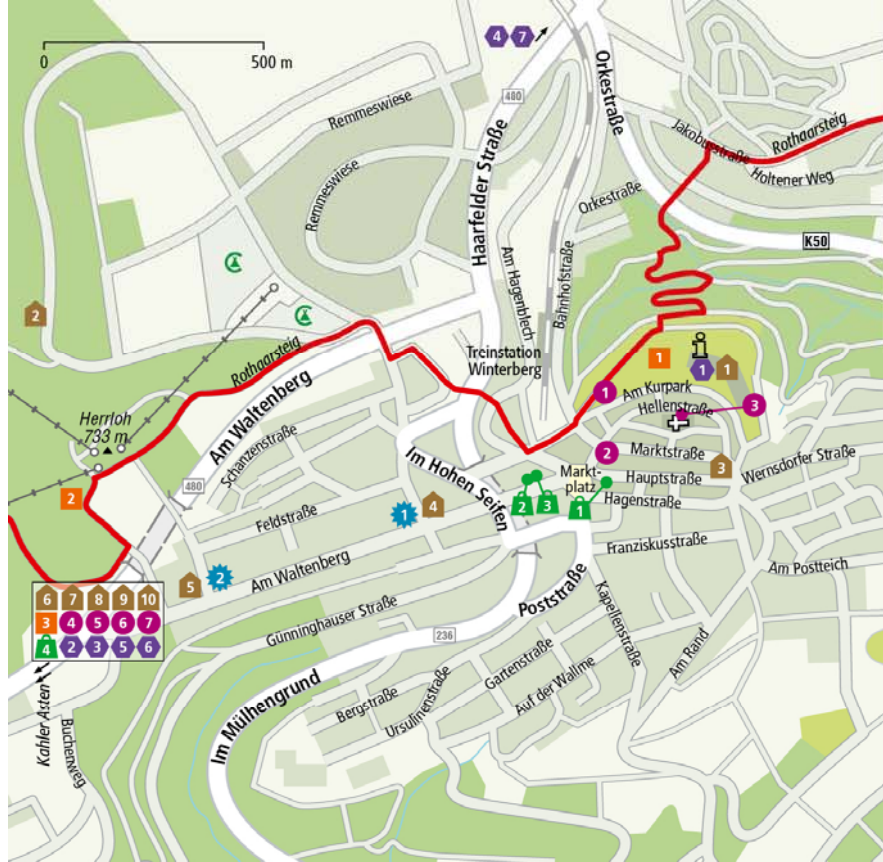 4 7
0 500 m
480
Orkestraße
Remmeswiese
Haarfelder Straße
Jakobusstraße
Rothaarsteig
Holtener Weg
Remmeswiese
Orkestraße
K50
Am Hagenblech
Bahnhofstraße
2
Rothaarsteig
Treinstation
Winterberg
1
i
1 1
1
Am Kurpark
Hellenstraße
3
Herrloh
733 m
Am Waltenberg
Schanzenstraße
2
Marktstraße
Wernsdorfer Straße
Im Hohen Seifen
Markt-
platz
Hauptstraße
3
2
480
Hagenstraße
2 3 1
1 4
Feldstraße
Franziskusstraße
5 2
Am Waltenberg
Am Postteich
6 7 8 9 10
3 4 5 6 7
4 2 3 5 6
Poststraße
Kapellenstraße
Günninghauser Straße
236
Am Rand
Gartenstraße
Auf der Wallme
Bergstraße
Ursulinenstraße
Im Mülhengrund
Kahler Asten
Buchenweg